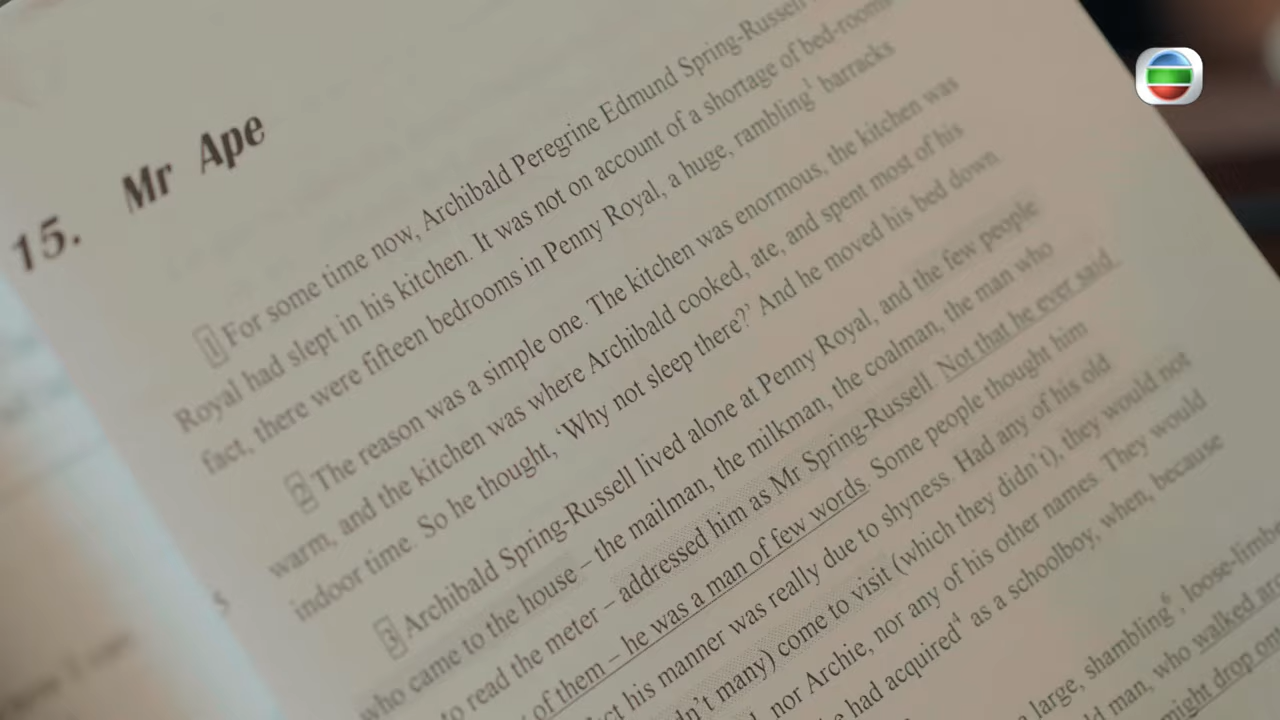 15. Mr Ape
1 For some time now, Archibald Peregrine Edmund Spring-Russell
Royal had slept in his kitchen. It was not on account of a shortage of bed-rooms
fact, there were fifteen bedrooms in Penny Royal, a huge, rambling1 barracks
2 The reason was a simple one. The kitchen was enormous, the kitchen was
warm, and the kitchen was where Archibald cooked, ate, and spent most of his
indoor time. So he thought, ‘Why not sleep there?’ And he moved his bed down
5
3 Archibald Spring-Russell lived alone at Penny Royal, and the few people
who came to the house – the mailman, the milkman, the coalman, the man who
to read the meter – addressed him as Mr Spring-Russell. Not that he ever said
of them – he was a man of few words. Some people thought him
his manner was really due to shyness. Had any of his old
many) come to visit (which they didn’t), they would not
nor Archie, nor any of his other names. They would
he had acquired4 as a schoolboy, when, because
large, shambling6, loose-limbed
man, who walked
drop on